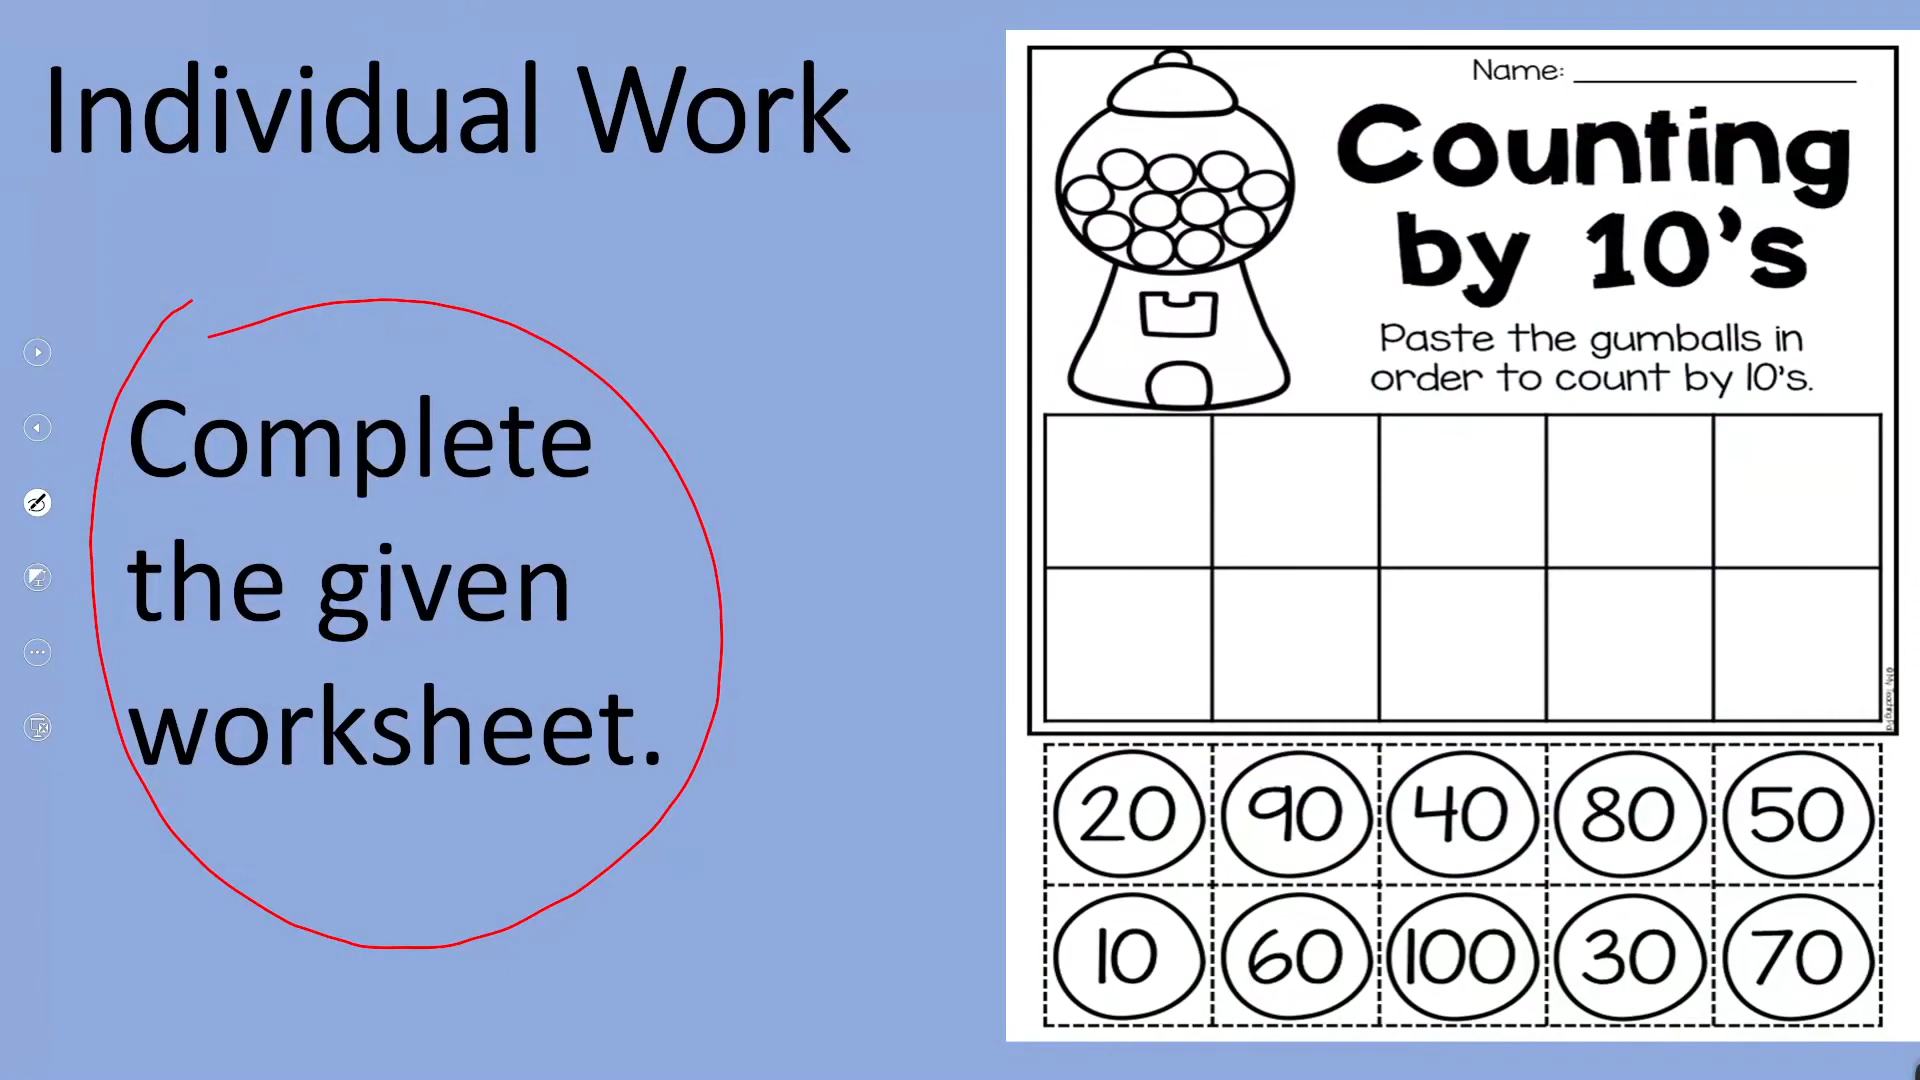 Individual Work
Complete
the given
worksheet.
Name:
Counting
by 10's
Paste the gumballs in
order to count by 10's.
20 90 40 80 50
10 60 100 30 70